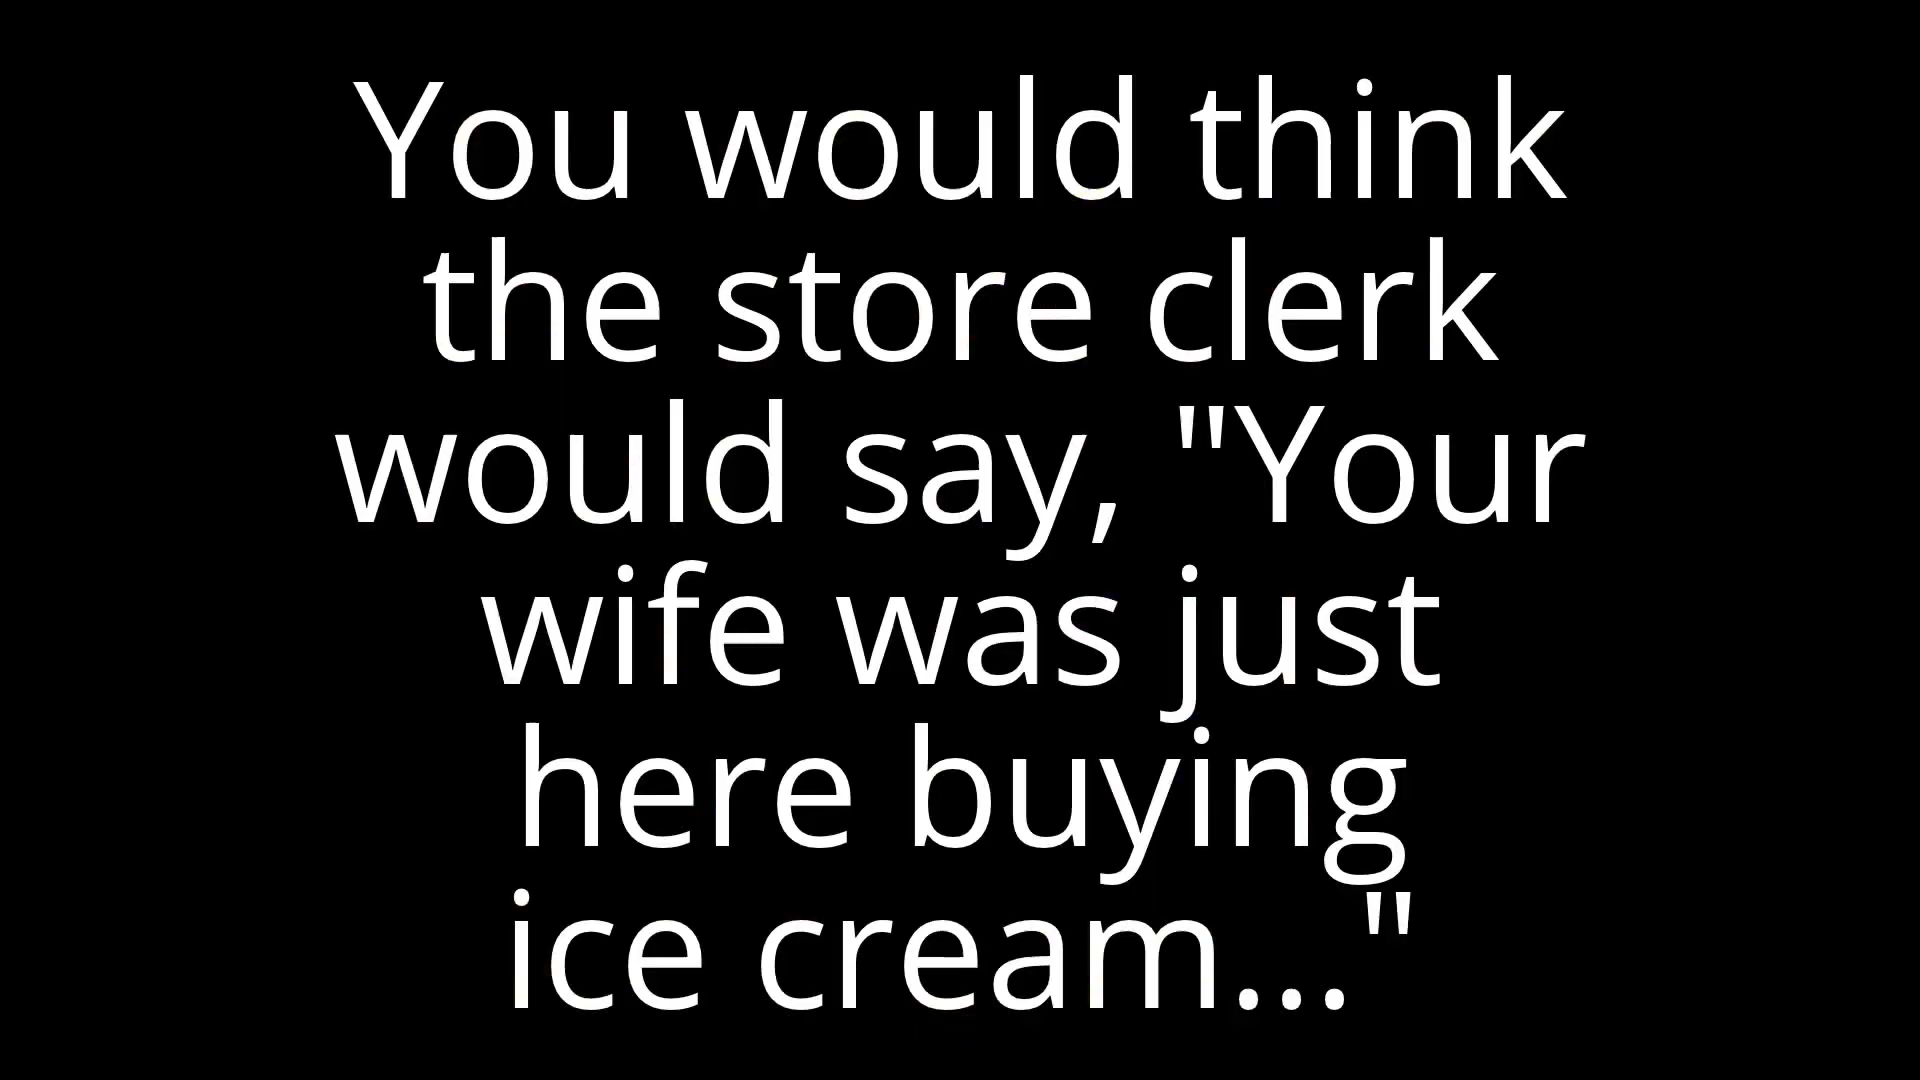 You would think
the store clerk
would say, "Your
wife was just
here buying
ice cream..."